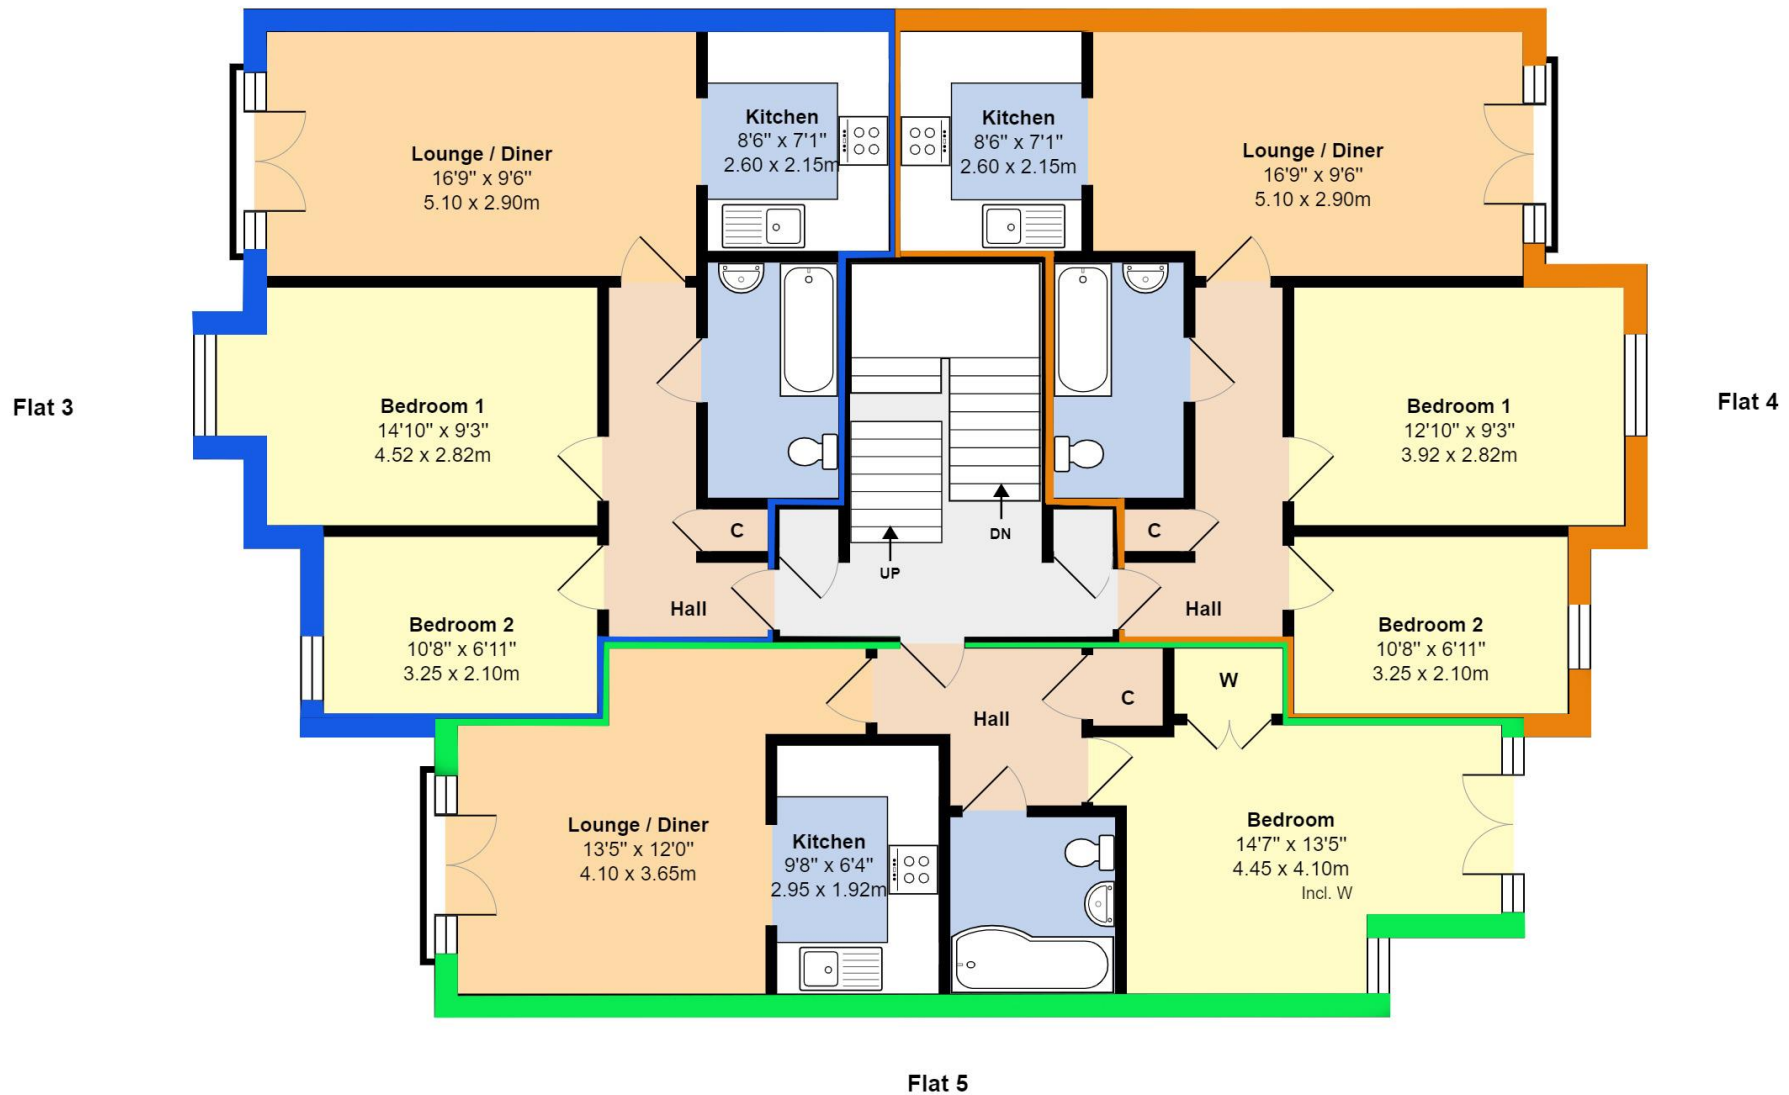 Lounge / Diner
16'9" x 9'6"
5.10 x 2.90m
Kitchen
8'6" x 7'1"
2.60 x 2.15m
Kitchen
8'6" x 7'1"
2.60 x 2.15m
Lounge / Diner
16'9" x 9'6"
5.10 x 2.90m
Flat 3
Bedroom 1
14'10" x 9'3"
4.52 x 2.82m
Bedroom 1
12'10" x 9'3"
3.92 x 2.82m
Flat 4
C
UP
DN
C
Bedroom 2
10'8" x 6'11"
3.25 x 2.10m
Hall
Hall
Bedroom 2
10'8" x 6'11"
3.25 x 2.10m
Hall
C
W
Lounge / Diner
13'5" x 12'0"
4.10 x 3.65m
Kitchen
9'8" x 6'4"
2.95 x 1.92m
Bedroom
14'7" x 13'5"
4.45 x 4.10m
Incl. W
Flat 5